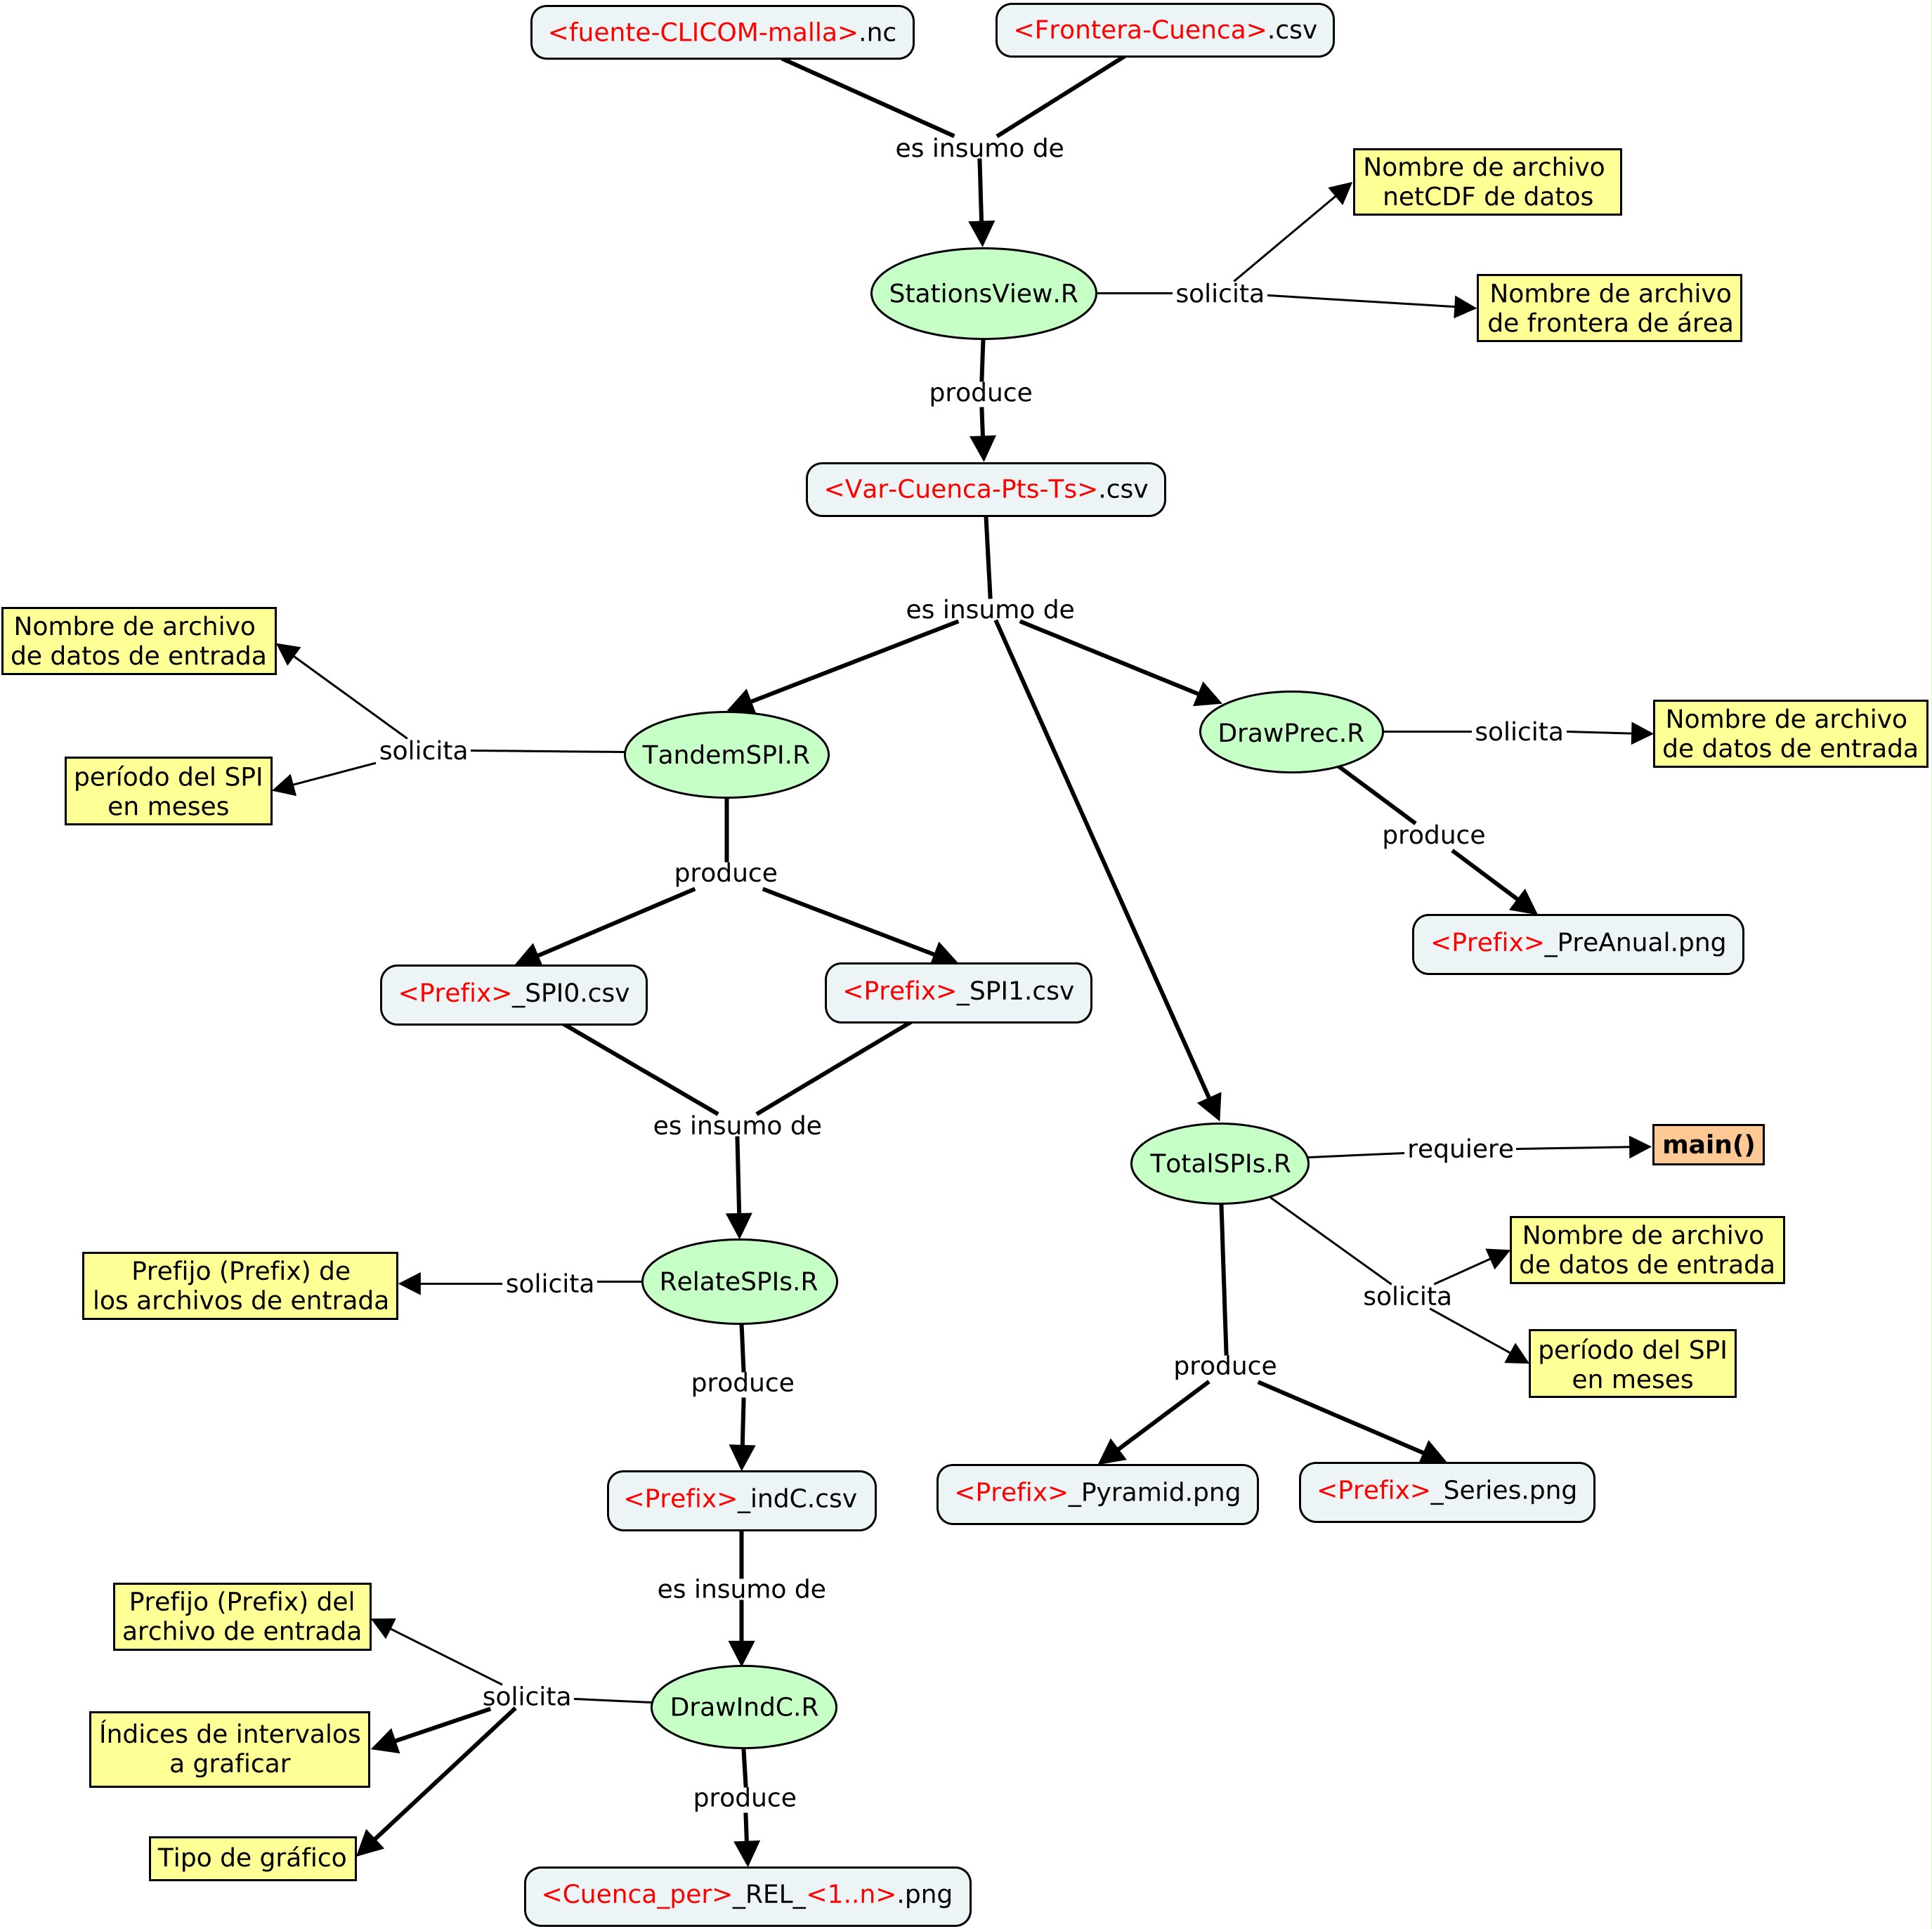 <fuente-CLICOM-malla>.nc
<Frontera-Cuenca>.csv
es insumo de
Nombre de archivo
netCDF de datos
StationsView.R
solicita
Nombre de archivo
de frontera de área
produce
<Var-Cuenca-Pts-Ts>.csv
es insumo de
Nombre de archivo
de datos de entrada
solicita
período del SPI
en meses
TandemSPI.R
DrawPrec.R
solicita
Nombre de archivo
de datos de entrada
produce
<Prefix>_PreAnual.png
produce
<Prefix>_SPI0.csv
<Prefix>_SPI1.csv
es insumo de
TotalSPIs.R
requiere
main()
solicita
Nombre de archivo
de datos de entrada
período del SPI
en meses
produce
<Prefix>_Pyramid.png
<Prefix>_Series.png
Prefijo (Prefix) de
los archivos de entrada
solicita
RelateSPIs.R
produce
<Prefix>_indC.csv
es insumo de
Prefijo (Prefix) del
archivo de entrada
solicita
DrawIndC.R
Índices de intervalos
a graficar
Tipo de gráfico
produce
<Cuenca_per>_REL_<1..n>.png